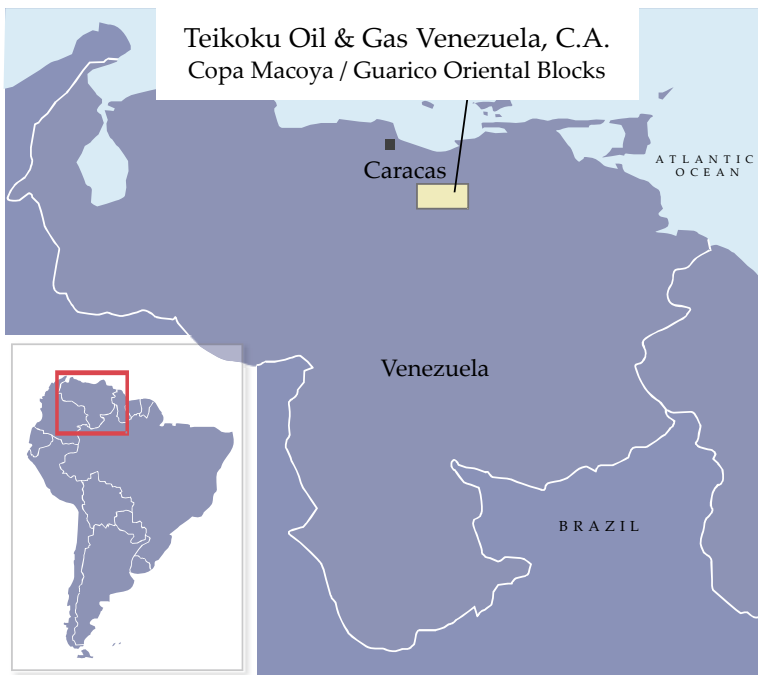 Teikoku Oil & Gas Venezuela, C.A.
Copa Macoya / Guarico Oriental Blocks
Caracas
ATLANTIC
OCEAN
Venezuela
BRAZIL